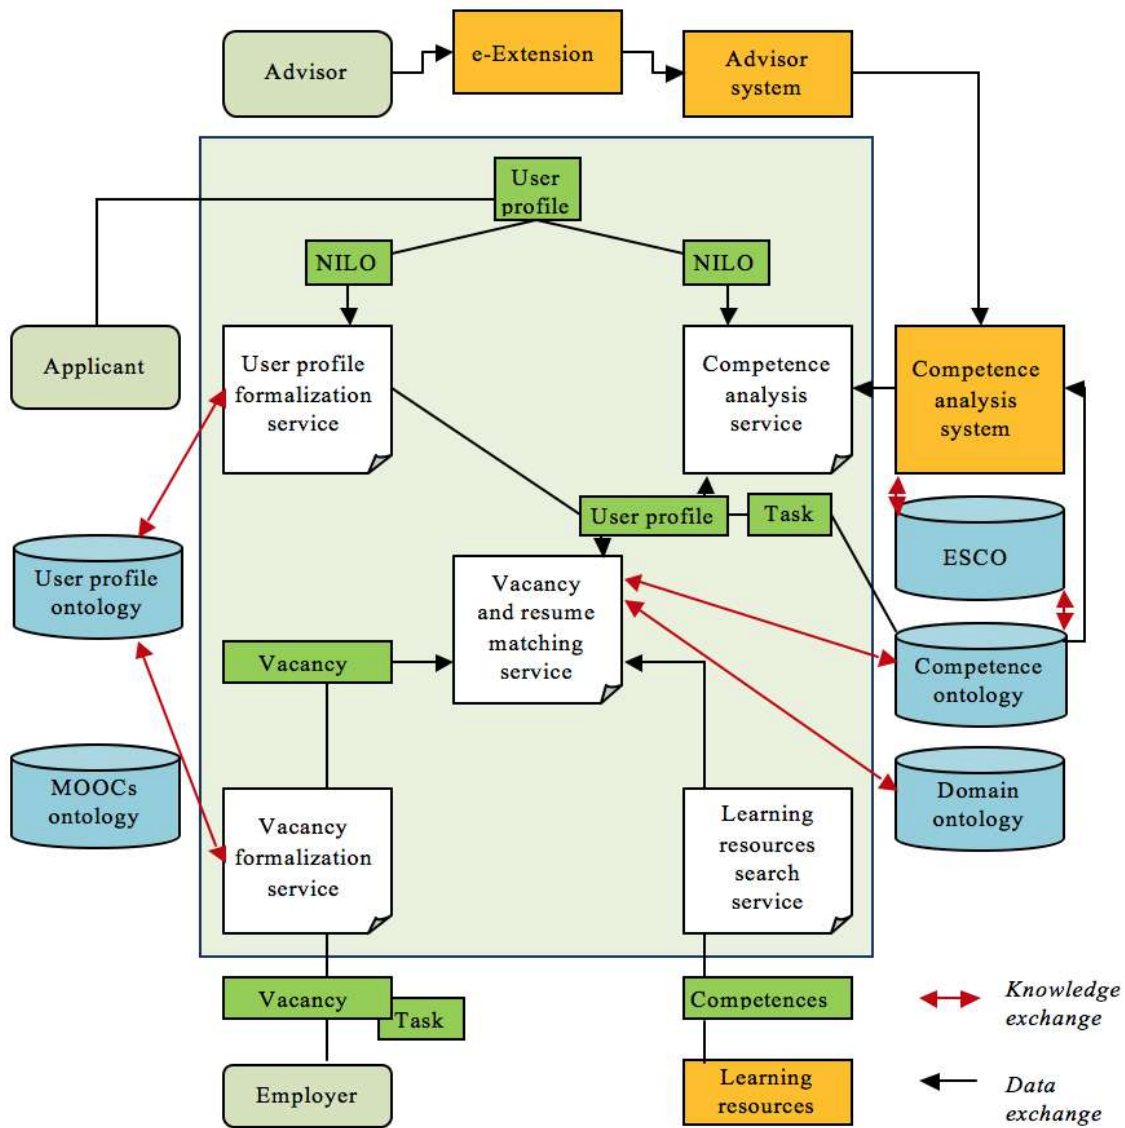 Advisor
e-Extension
Advisor
system
User
profile
NILO
NILO
Applicant
User profile
formalization
service
Competence
analysis
service
Competence
analysis
system
User profile
Task
ESCO
User profile
ontology
Vacancy
and resume
matching
service
Vacancy
Competence
ontology
MOOCs
ontology
Vacancy
formalization
service
Learning
resources
search
service
Domain
ontology
Vacancy
Task
Competences
Knowledge
exchange
Employer
Learning
resources
Data
exchange